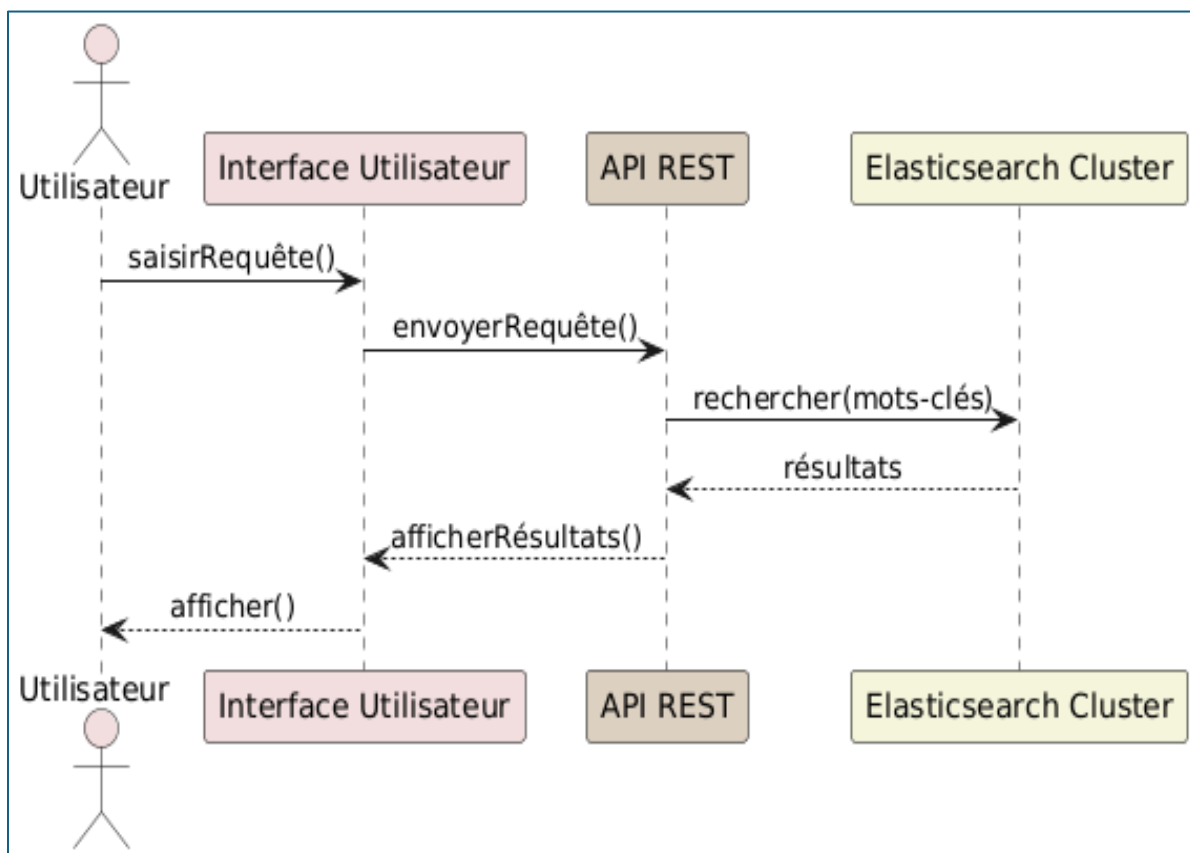 Utilisateur
Interface Utilisateur
API REST
Elasticsearch Cluster
saisirRequête()
envoyerRequête()
rechercher(mots-clés)
résultats
afficherRésultats()
afficher()
Utilisateur
Interface Utilisateur
API REST
Elasticsearch Cluster